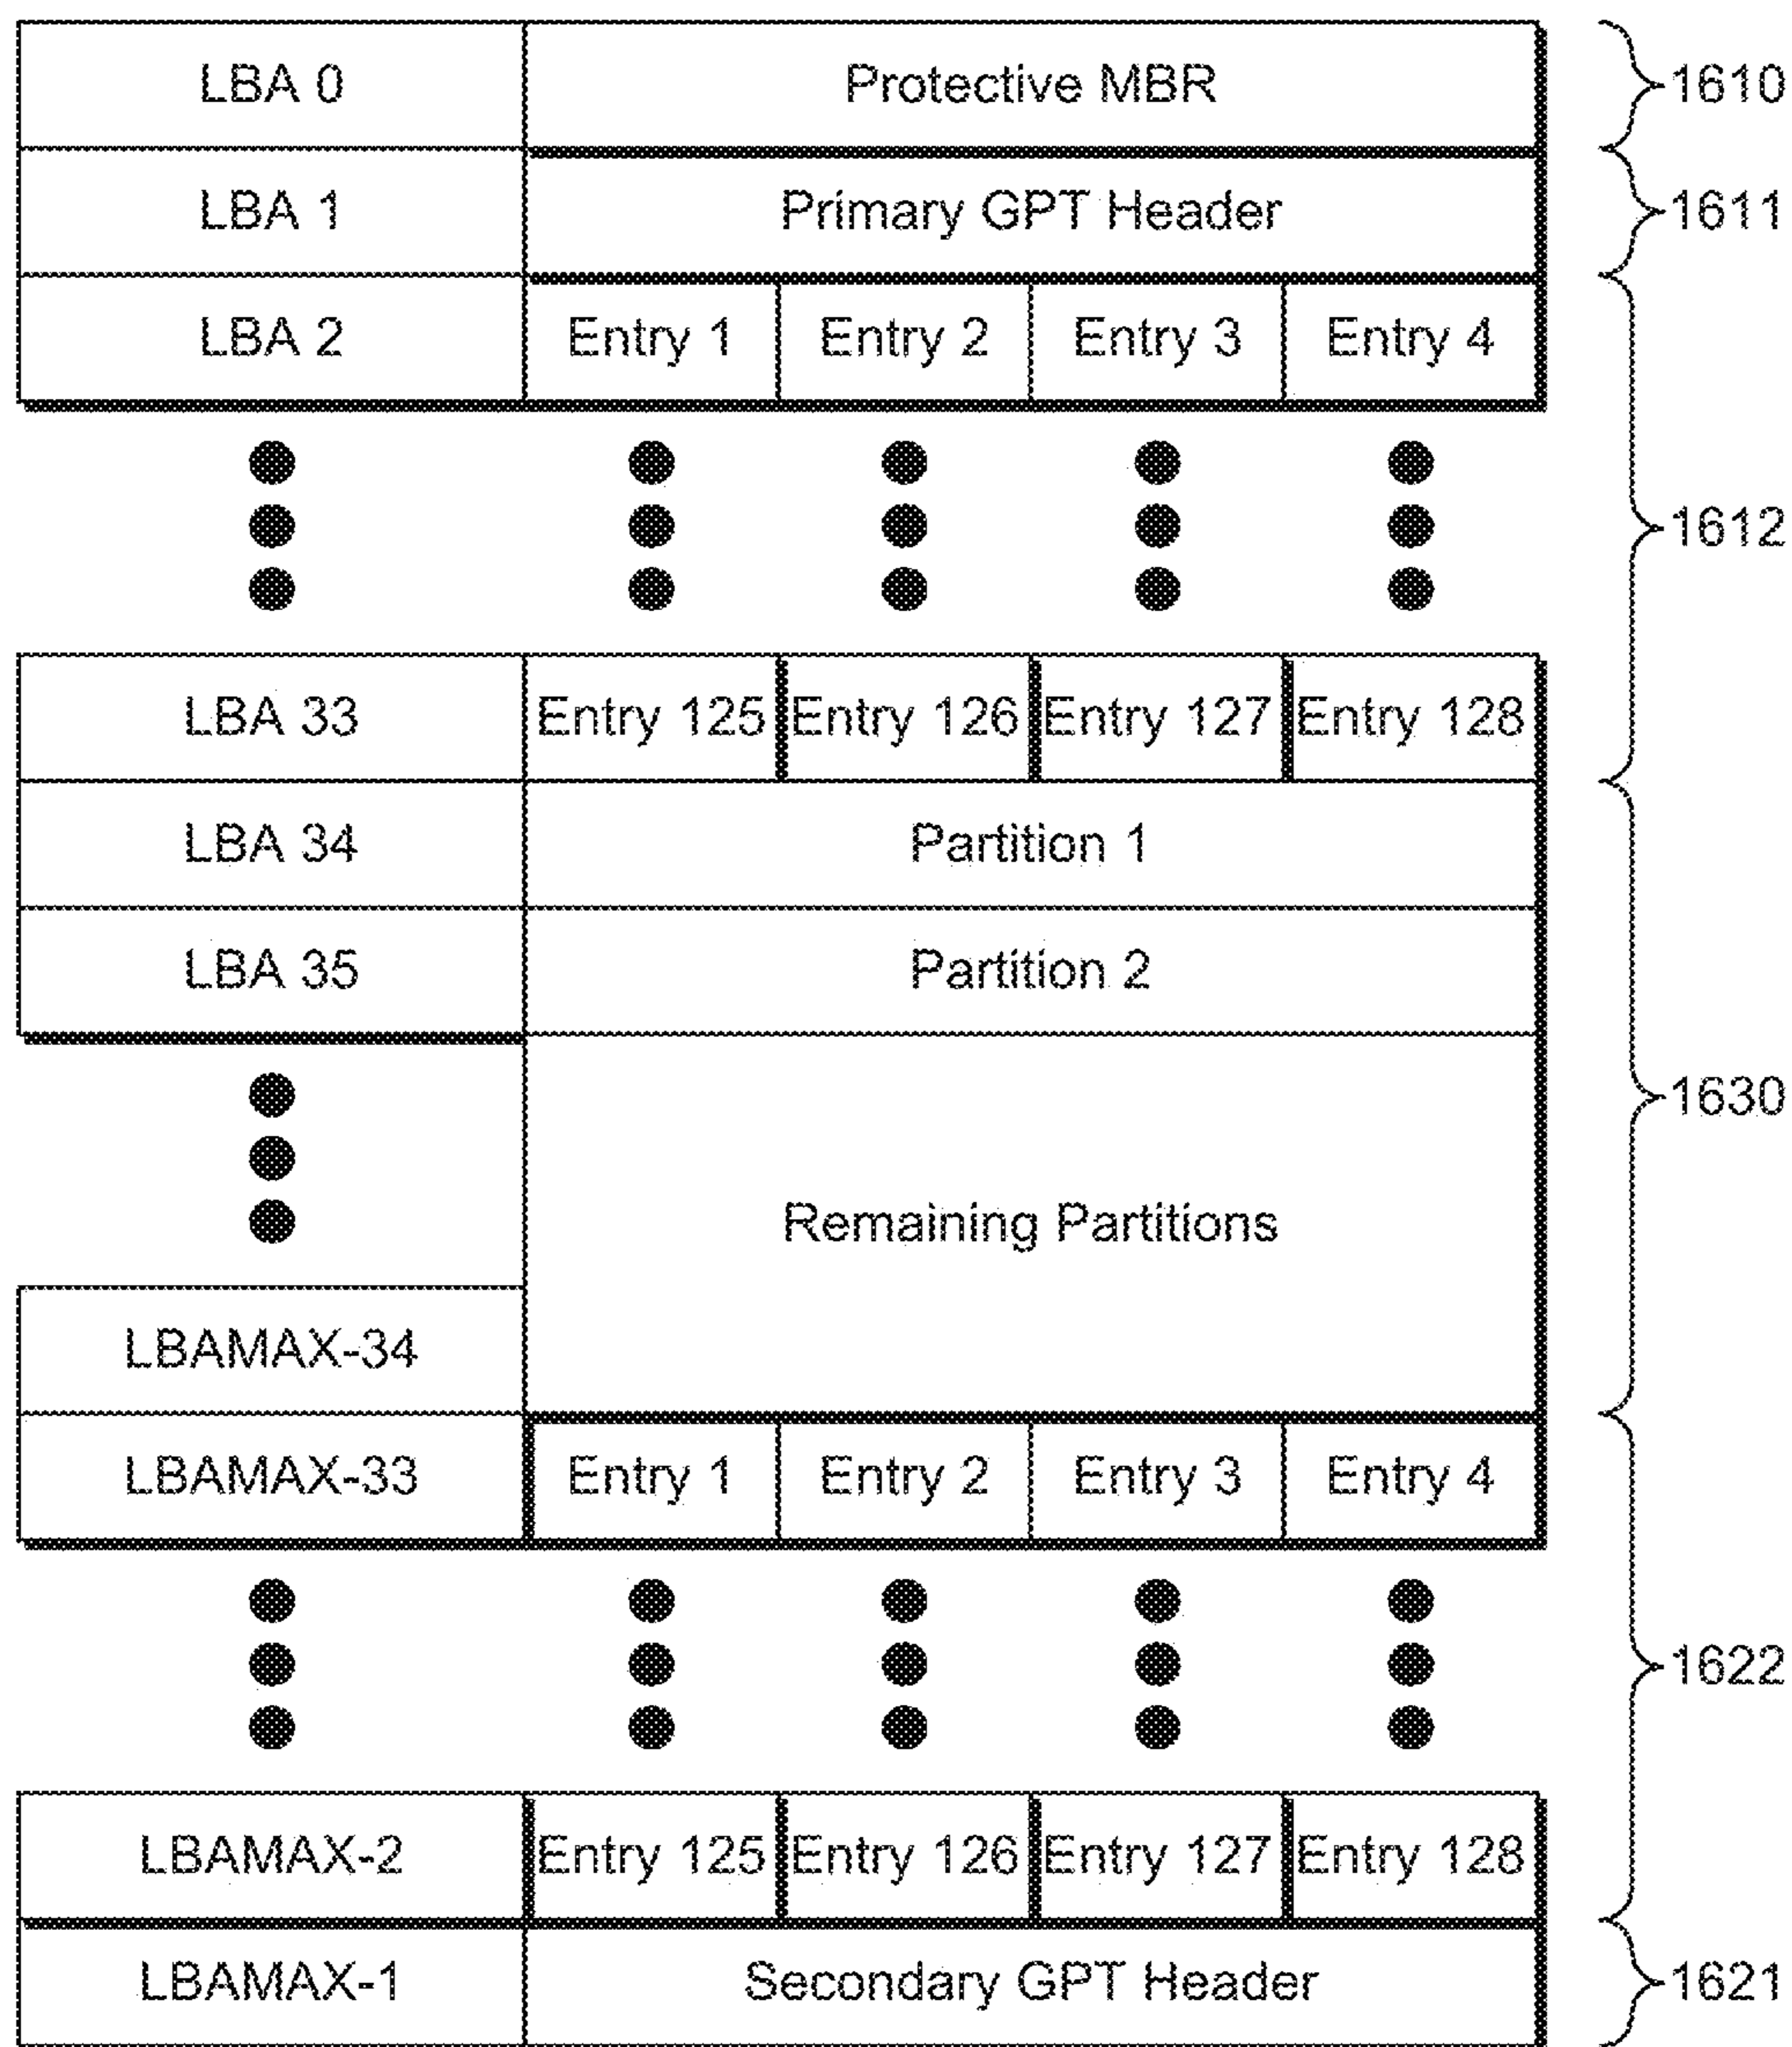 LBA 0 Protective MBR 1610
LBA 1 Primary GPT Header 1611
LBA 2 Entry 1 Entry 2 Entry 3 Entry 4
1612
LBA 33 Entry 125 Entry 126 Entry 127 Entry 128
LBA 34 Partition 1
LBA 35 Partition 2
1630
Remaining Partitions
LBAMAX-34
LBAMAX-33 Entry 1 Entry 2 Entry 3 Entry 4
1622
LBAMAX-2 Entry 125 Entry 126 Entry 127 Entry 128
LBAMAX-1 Secondary GPT Header 1621